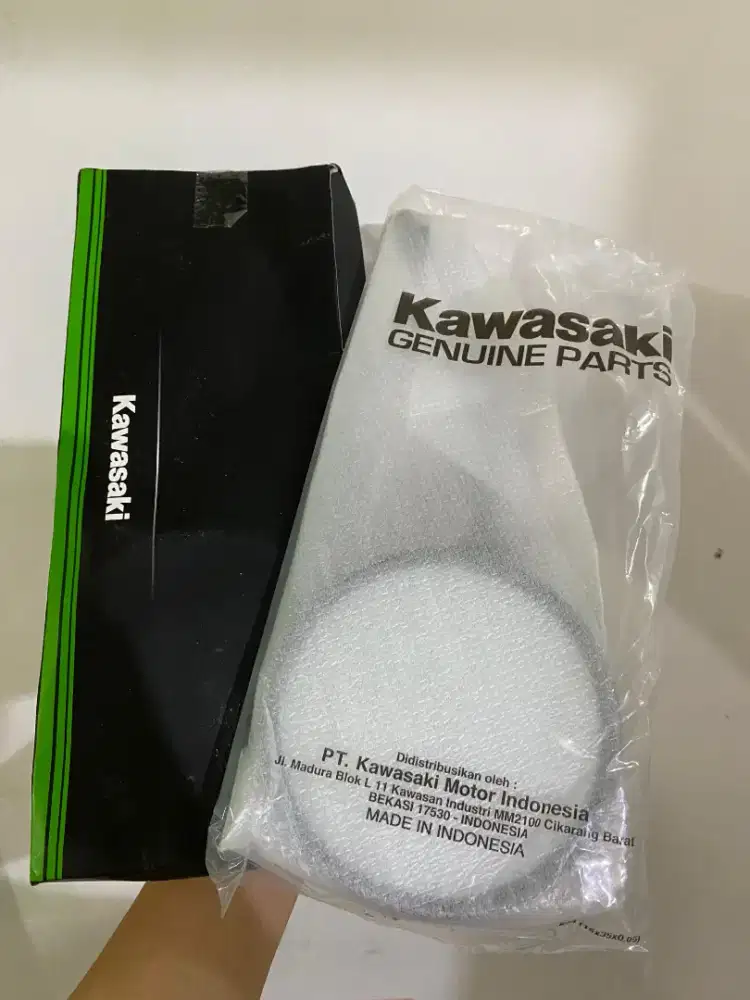 Kawasaki
Kawasaki
GENUINE PARTS
Didistribusikan oleh :
PT. Kawasaki Motor Indonesia
Jl. Madura Blok L 11 Kawasan Industri MM2100 Cikarang Barat
BEKASI 17530 - INDONESIA
MADE IN INDONESIA